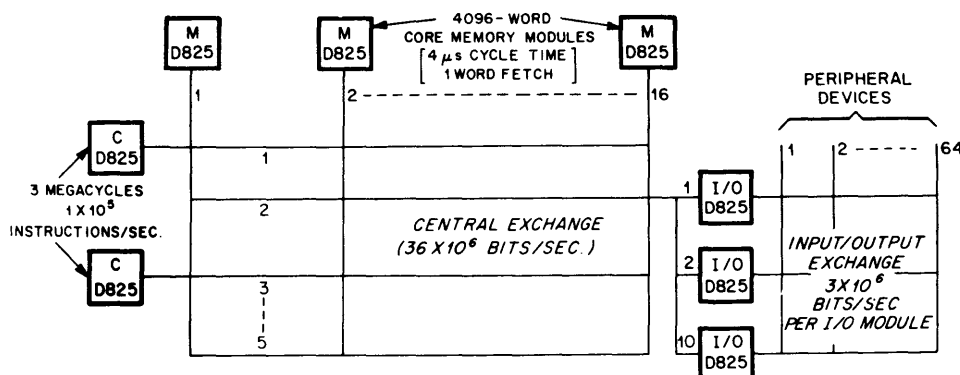 M
D825
M
D825
4096-WORD
CORE MEMORY MODULES
[4 μs CYCLE TIME
1 WORD FETCH]
M
D825
1
2
16
PERIPHERAL
DEVICES
1
2
64
C
D825
1
3 MEGACYCLES
1 X 10⁵
INSTRUCTIONS/SEC.
2
CENTRAL EXCHANGE
(36 X 10⁶ BITS/SEC.)
C
D825
3
5
1
I/O
D825
2
I/O
D825
10
I/O
D825
INPUT/OUTPUT
EXCHANGE
3X10⁶
BITS/SEC
PER I/O MODULE